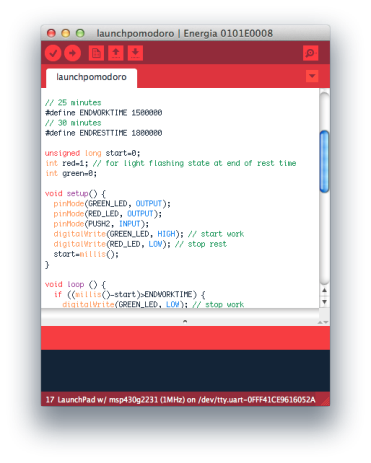 launchpomodoro | Energia 0101E0008
launchpomodoro
// 25 minutes
#define ENDWORKTIME 1500000
// 30 minutes
#define ENDRESTTIME 1800000
unsigned long start=0;
int red=1; // for light flashing state at end of rest time
int green=0;
void setup() {
pinMode(GREEN_LED, OUTPUT);
pinMode(RED_LED, OUTPUT);
pinMode(PUSH2, INPUT);
digitalWrite(GREEN_LED, HIGH); // start work
digitalWrite(RED_LED, LOW); // stop rest
start=millis();
}
void loop () {
if ((millis()-start)>ENDWORKTIME) {
digitalWrite(GREEN_LED, LOW); // stop work
17 LaunchPad w/ msp430g2231 (1MHz) on /dev/tty.uart-0FFF41CE9616052A